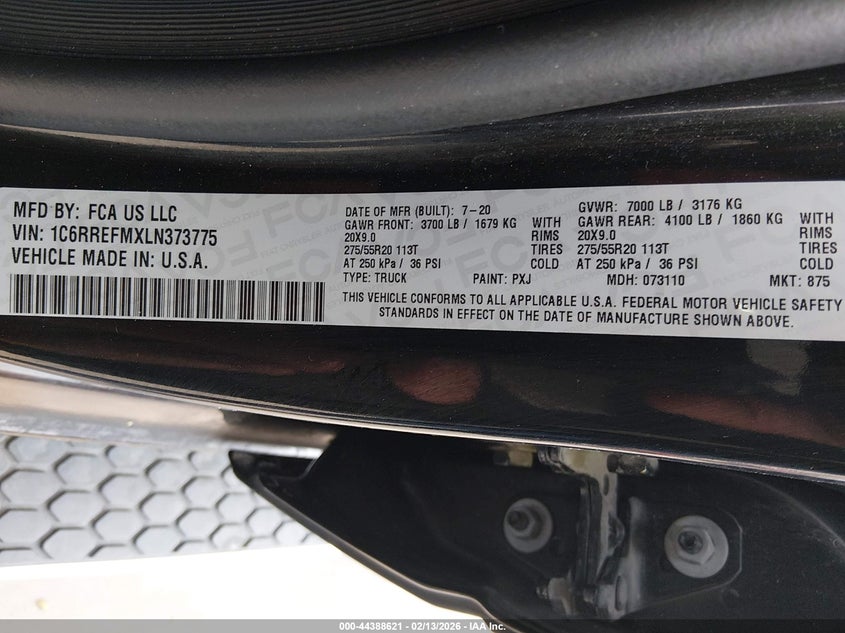 MFD BY: FCA US LLC
VIN: 1C6RREFMXLN373775
VEHICLE MADE IN: U.S.A.
DATE OF MFR (BUILT): 7-20
GAWR FRONT: 3700 LB / 1679 KG WITH
20X9.0 RIMS
275/55R20 113T TIRES
AT 250 kPa / 36 PSI COLD
TYPE: TRUCK PAINT: PXJ
GVWR: 7000 LB / 3176 KG
GAWR REAR: 4100 LB / 1860 KG WITH
20X9.0 RIMS
275/55R20 113T TIRES
AT 250 kPa / 36 PSI COLD
MDH: 073110 MKT: 875
THIS VEHICLE CONFORMS TO ALL APPLICABLE U.S.A. FEDERAL MOTOR VEHICLE SAFETY
STANDARDS IN EFFECT ON THE DATE OF MANUFACTURE SHOWN ABOVE.
000-44388621 - 02/13/2026 - IAA Inc.